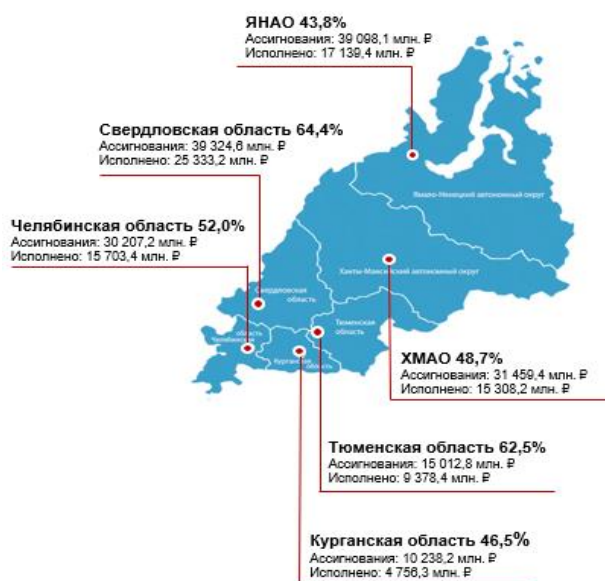 ЯНАО 43,8%
Ассигнования: 39 098,1 млн. ₽
Исполнено: 17 139,4 млн. ₽
Свердловская область 64,4%
Ассигнования: 39 324,6 млн. ₽
Исполнено: 25 333,2 млн. ₽
Ямало-Ненецкий автономный округ
Челябинская область 52,0%
Ассигнования: 30 207,2 млн. ₽
Исполнено: 15 703,4 млн. ₽
Ханты-Мансийский автономный округ
Свердловская
область
Тюменская
область
Челябинская
область
Курганская
область
ХМАО 48,7%
Ассигнования: 31 459,4 млн. ₽
Исполнено: 15 308,2 млн. ₽
Тюменская область 62,5%
Ассигнования: 15 012,8 млн. ₽
Исполнено: 9 378,4 млн. ₽
Курганская область 46,5%
Ассигнования: 10 238,2 млн. ₽
Исполнено: 4 756,3 млн. ₽